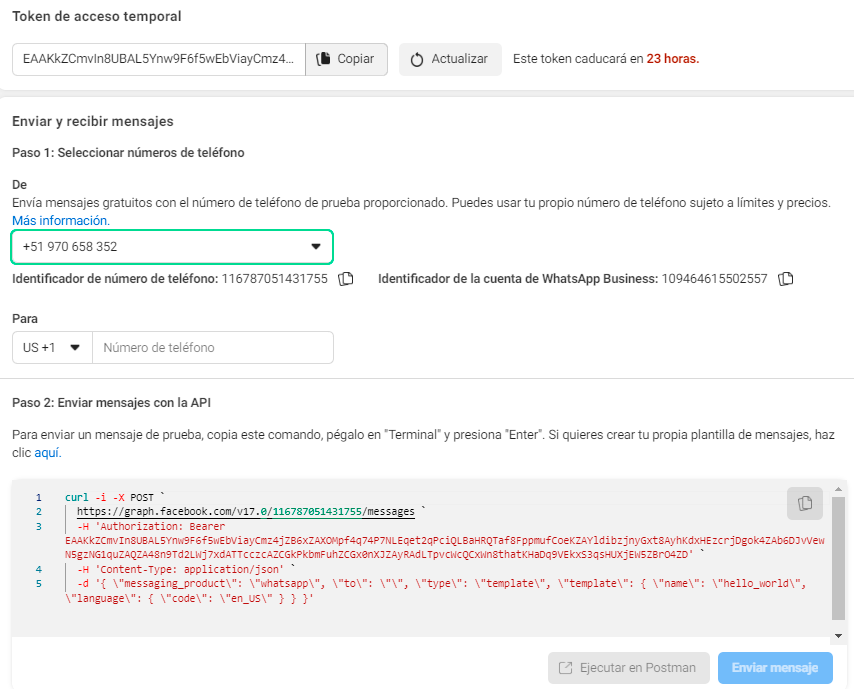 Token de acceso temporal
EAAKkZCmvIn8UBAL5Ynw9F6f5wEbViayCmz4... Copiar Actualizar Este token caducará en 23 horas.
Enviar y recibir mensajes
Paso 1: Seleccionar números de teléfono
De
Envía mensajes gratuitos con el número de teléfono de prueba proporcionado. Puedes usar tu propio número de teléfono sujeto a límites y precios.
Más información.
+51 970 658 352
Identificador de número de teléfono: 116787051431755 Identificador de la cuenta de WhatsApp Business: 109464615502557
Para
US +1 Número de teléfono
Paso 2: Enviar mensajes con la API
Para enviar un mensaje de prueba, copia este comando, pégalo en "Terminal" y presiona "Enter". Si quieres crear tu propia plantilla de mensajes, haz
clic aquí.
1 curl -i -X POST `
2 https://graph.facebook.com/v17.0/116787051431755/messages `
3 -H 'Authorization: Bearer
EAAKkZCmvIn8UBAL5Ynw9F6f5wEbViayCmz4jZB6xZAXOMpf4q74P7NLEqet2qPciQLBaHRQTaf8FppmufCoeKZAYldibzjnyGxt8AyhKdxHEzcrjDgok4ZAb6DJvVew
N5gzNG1quZAQZA48n9Td2LWj7xdATTczzcAZCGkPkbmFuhZCGx0nXJZAyRAdLTpvcWcQCxWn8thatKHaDq9VEkxS3qsHUXjEW5ZBrO4ZD' `
4 -H 'Content-Type: application/json' `
5 -d '{ \"messaging_product\": \"whatsapp\", \"to\": \"\", \"type\": \"template\", \"template\": { \"name\": \"hello_world\",
\"language\": { \"code\": \"en_US\" } } }'
Ejecutar en Postman Enviar mensaje